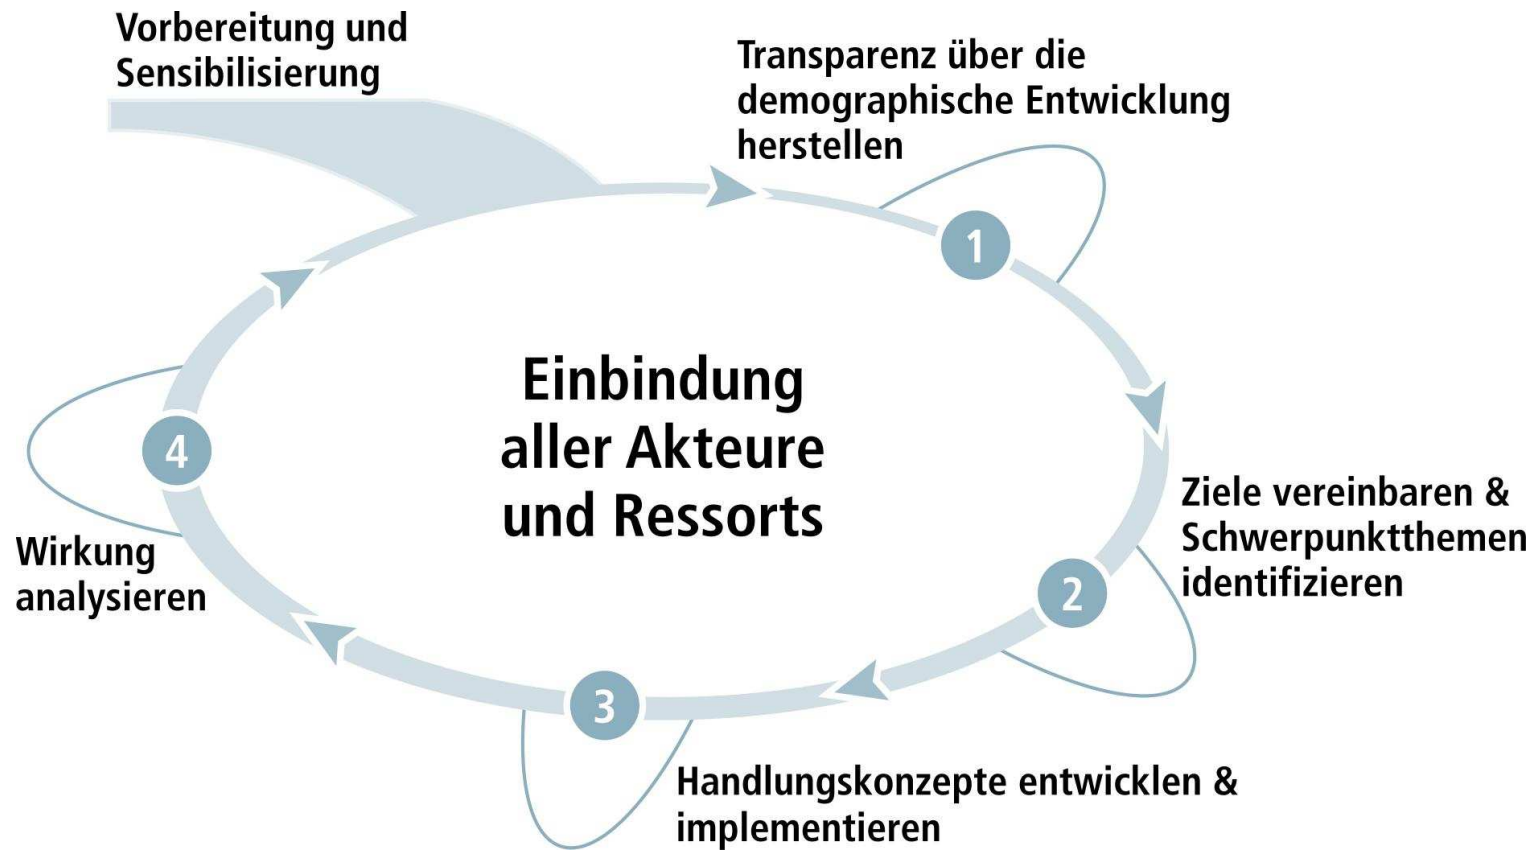 Vorbereitung und
Sensibilisierung
Transparenz über die
demographische Entwicklung
herstellen
1
Einbindung
aller Akteure
und Ressorts
4
Ziele vereinbaren &
Schwerpunktthemen
identifizieren
Wirkung
analysieren
2
3
Handlungskonzepte entwicklen &
implementieren